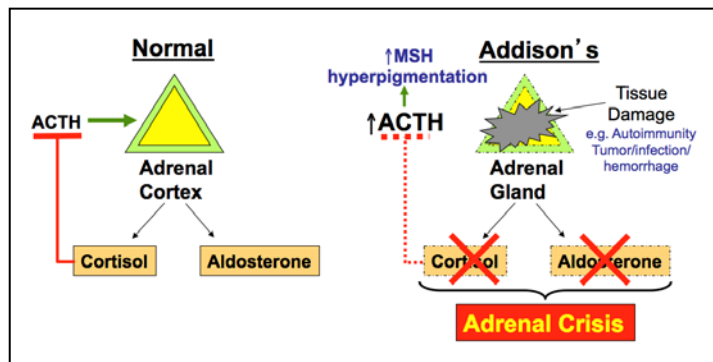 Normal
ACTH
Adrenal
Cortex
Cortisol
Aldosterone
↑MSH
hyperpigmentation
Addison's
↑ACTH
Tissue
Damage
e.g. Autoimmunity
Tumor/infection/
hemorrhage
Adrenal
Gland
Cortisol
Aldosterone
Adrenal Crisis